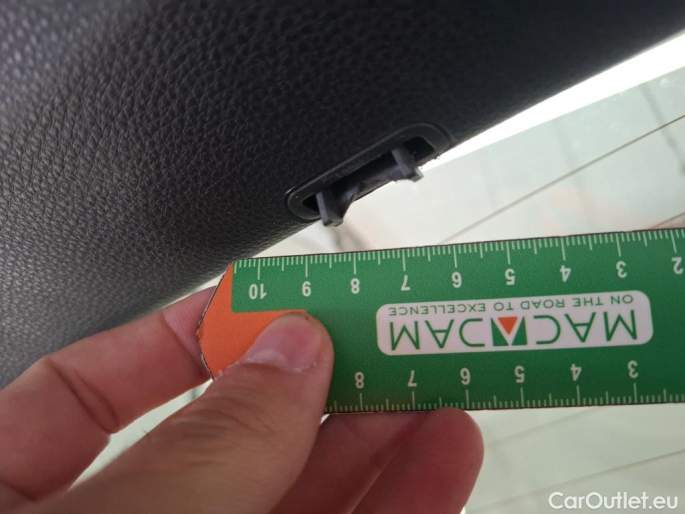 10 9 8 7 6 5 4 3 2
ON THE ROAD TO EXCELLENCE
MACADAM
8 7 6 5 4 3
CarOutlet.eu